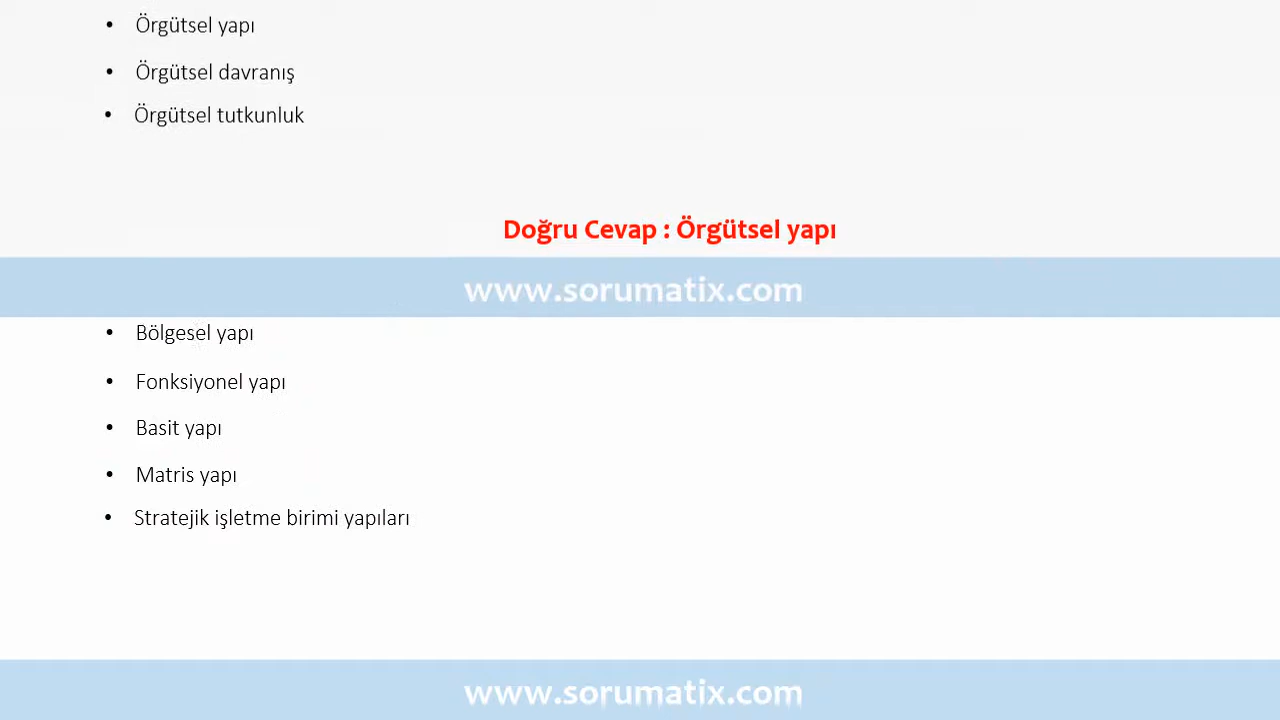 • Örgütsel yapı
• Örgütsel davranış
• Örgütsel tutkunluk
Doğru Cevap : Örgütsel yapı
www.sorumatix.com
• Bölgesel yapı
• Fonksiyonel yapı
• Basit yapı
• Matris yapı
• Stratejik işletme birimi yapıları
www.sorumatix.com